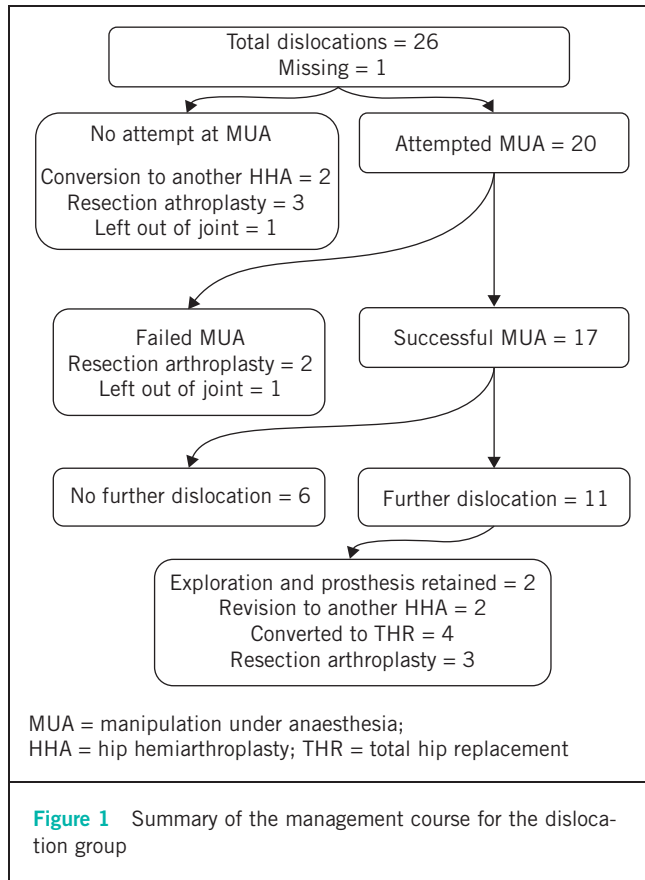 Total dislocations = 26
Missing = 1
No attempt at MUA
Conversion to another HHA = 2
Resection athroplasty = 3
Left out of joint = 1
Attempted MUA = 20
Failed MUA
Resection arthroplasty = 2
Left out of joint = 1
Successful MUA = 17
No further dislocation = 6
Further dislocation = 11
Exploration and prosthesis retained = 2
Revision to another HHA = 2
Converted to THR = 4
Resection arthroplasty = 3
MUA = manipulation under anaesthesia;
HHA = hip hemiarthroplasty; THR = total hip replacement
Figure 1 Summary of the management course for the disloca-
tion group